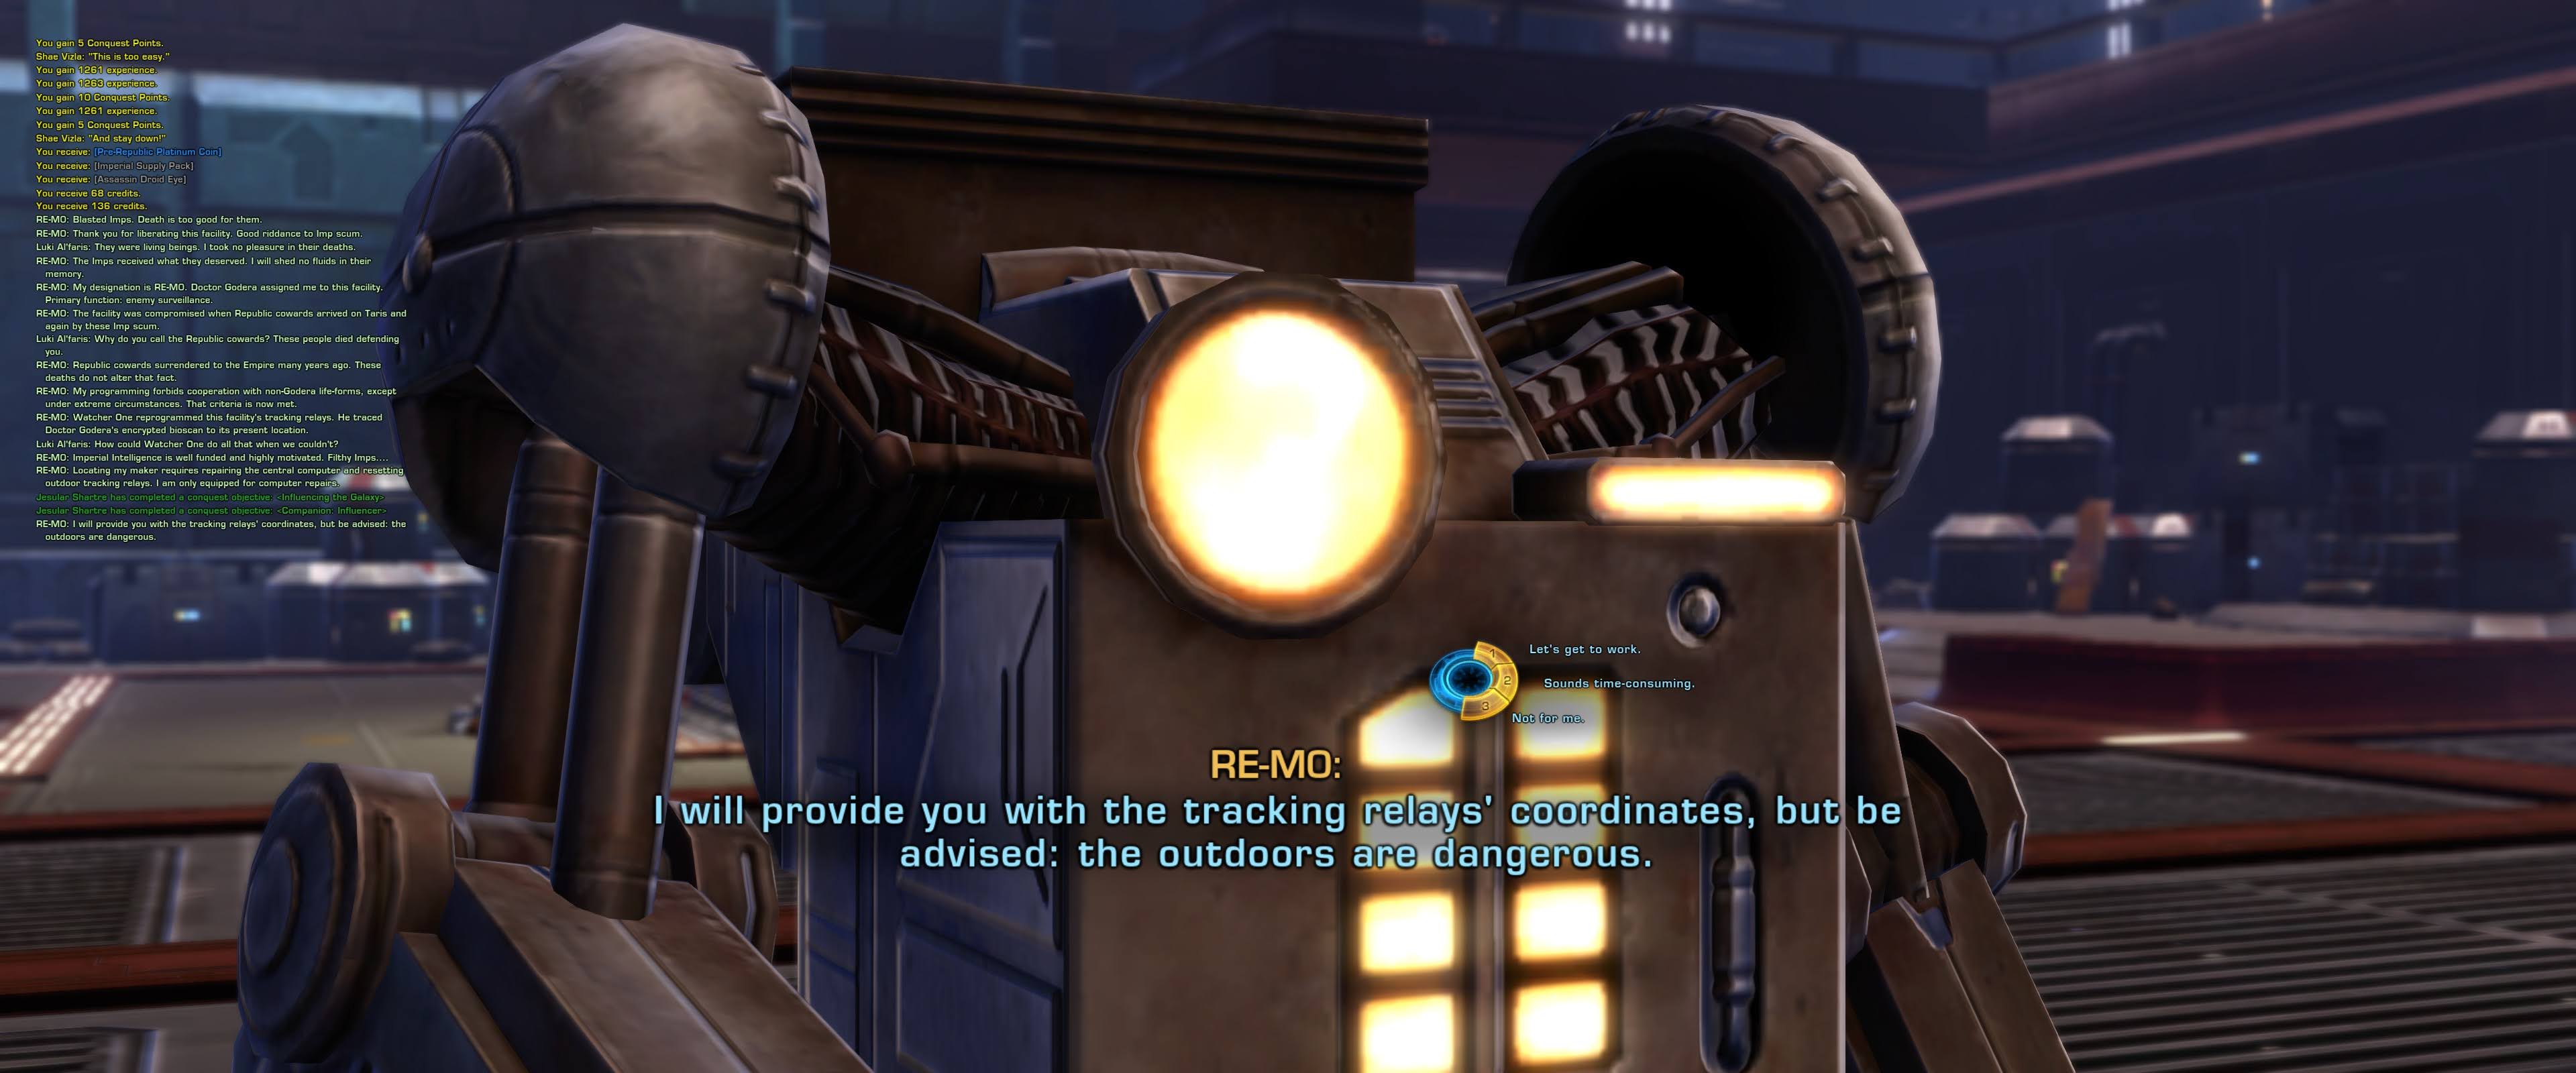 You gain 5 Conquest Points.
Shae Vizla: "This is too easy."
You gain 1261 experience.
You gain 1263 experience.
You gain 10 Conquest Points.
You gain 1261 experience.
You gain 5 Conquest Points.
Shae Vizla: "And stay down!"
You receive: [Pre-Republic Platinum Coin]
You receive: [Imperial Supply Pack]
You receive: [Assassin Droid Eye]
You receive 68 credits.
You receive 136 credits.
RE-MO: Blasted Imps. Death is too good for them.
RE-MO: Thank you for liberating this facility. Good riddance to Imp scum.
Luki Al'faris: They were living beings. I took no pleasure in their deaths.
RE-MO: The Imps received what they deserved. I will shed no fluids in their
memory.
RE-MO: My designation is RE-MO. Doctor Godera assigned me to this facility.
Primary function: enemy surveillance.
RE-MO: The facility was compromised when Republic cowards arrived on Taris and
again by these Imp scum.
Luki Al'faris: Why do you call the Republic cowards? These people died defending
you.
RE-MO: Republic cowards surrendered to the Empire many years ago. These
deaths do not alter that fact.
RE-MO: My programming forbids cooperation with non-Godera life-forms, except
under extreme circumstances. That criteria is now met.
RE-MO: Watcher One reprogrammed this facility's tracking relays. He traced
Doctor Godera's encrypted bioscan to its present location.
Luki Al'faris: How could Watcher One do all that when we couldn't?
RE-MO: Imperial Intelligence is well funded and highly motivated. Filthy Imps....
RE-MO: Locating my maker requires repairing the central computer and resetting
outdoor tracking relays. I am only equipped for computer repairs.
Jesular Shartre has completed a conquest objective: <Influencing the Galaxy>
Jesular Shartre has completed a conquest objective: <Companion: Influencer>
RE-MO: I will provide you with the tracking relays' coordinates, but be advised: the
outdoors are dangerous.
1 Let's get to work.
2 Sounds time-consuming.
3 Not for me.
RE-MO:
I will provide you with the tracking relays' coordinates, but be
advised: the outdoors are dangerous.